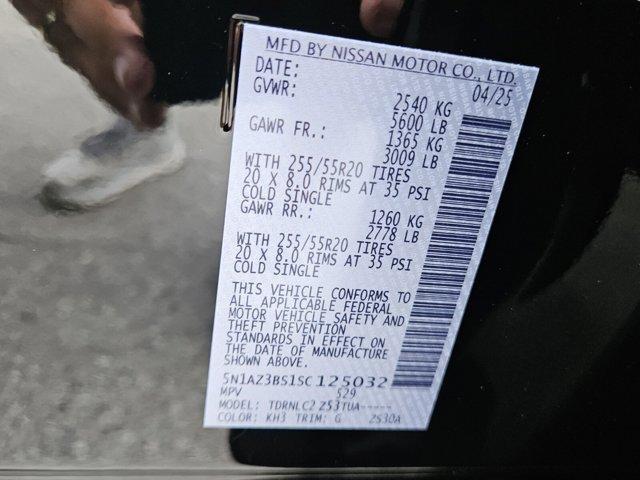 MFD BY NISSAN MOTOR CO., LTD.
DATE: 04/25
GVWR: 2540 KG
5600 LB
GAWR FR.: 1365 KG
3009 LB
WITH 255/55R20 TIRES
20 X 8.0 RIMS AT 35 PSI
COLD SINGLE
GAWR RR.: 1260 KG
2778 LB
WITH 255/55R20 TIRES
20 X 8.0 RIMS AT 35 PSI
COLD SINGLE
THIS VEHICLE CONFORMS TO
ALL APPLICABLE FEDERAL
MOTOR VEHICLE SAFETY AND
THEFT PREVENTION
STANDARDS IN EFFECT ON
THE DATE OF MANUFACTURE
SHOWN ABOVE.
5N1AZ3BS1SC125032
MPV 529
MODEL: TDRNLC2 Z53TUA-----
COLOR: KH3 TRIM: G 2S30A